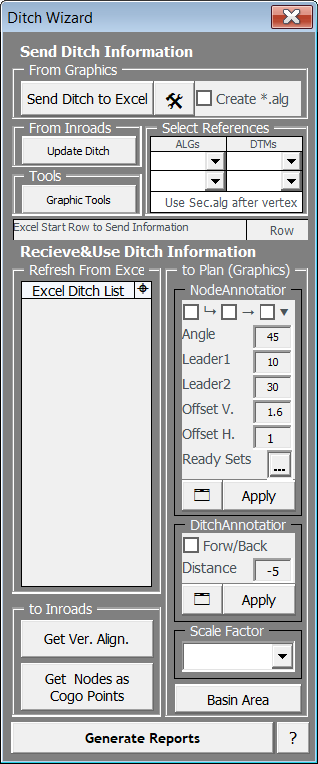 Ditch Wizard
Send Ditch Information
From Graphics
Send Ditch to Excel
Create *.alg
From Inroads
Update Ditch
Select References
ALGs DTMs
Tools
Graphic Tools
Use Sec.alg after vertex
Excel Start Row to Send Information
Row
Recieve&Use Ditch Information
Refresh From Exce
Excel Ditch List
to Plan (Graphics)
NodeAnnotatior
Angle 45
Leader1 10
Leader2 30
Offset V. 1.6
Offset H. 1
Ready Sets ...
Apply
DitchAnnotatior
Forw/Back
Distance -5
Apply
to Inroads
Get Ver. Align.
Get Nodes as
Cogo Points
Scale Factor
Basin Area
Generate Reports
?